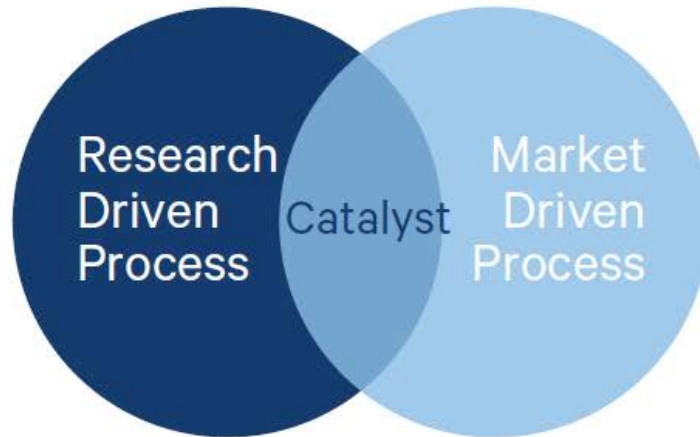 Research
Driven
Process
Catalyst
Market
Driven
Process